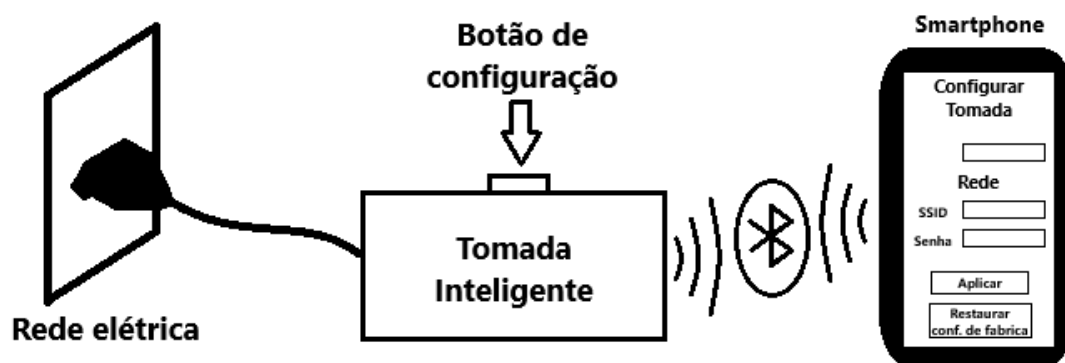 Smartphone
Botão de
configuração
Configurar
Tomada
Rede
SSID
Senha
Aplicar
Restaurar
conf. de fabrica
Tomada
Inteligente
Rede elétrica